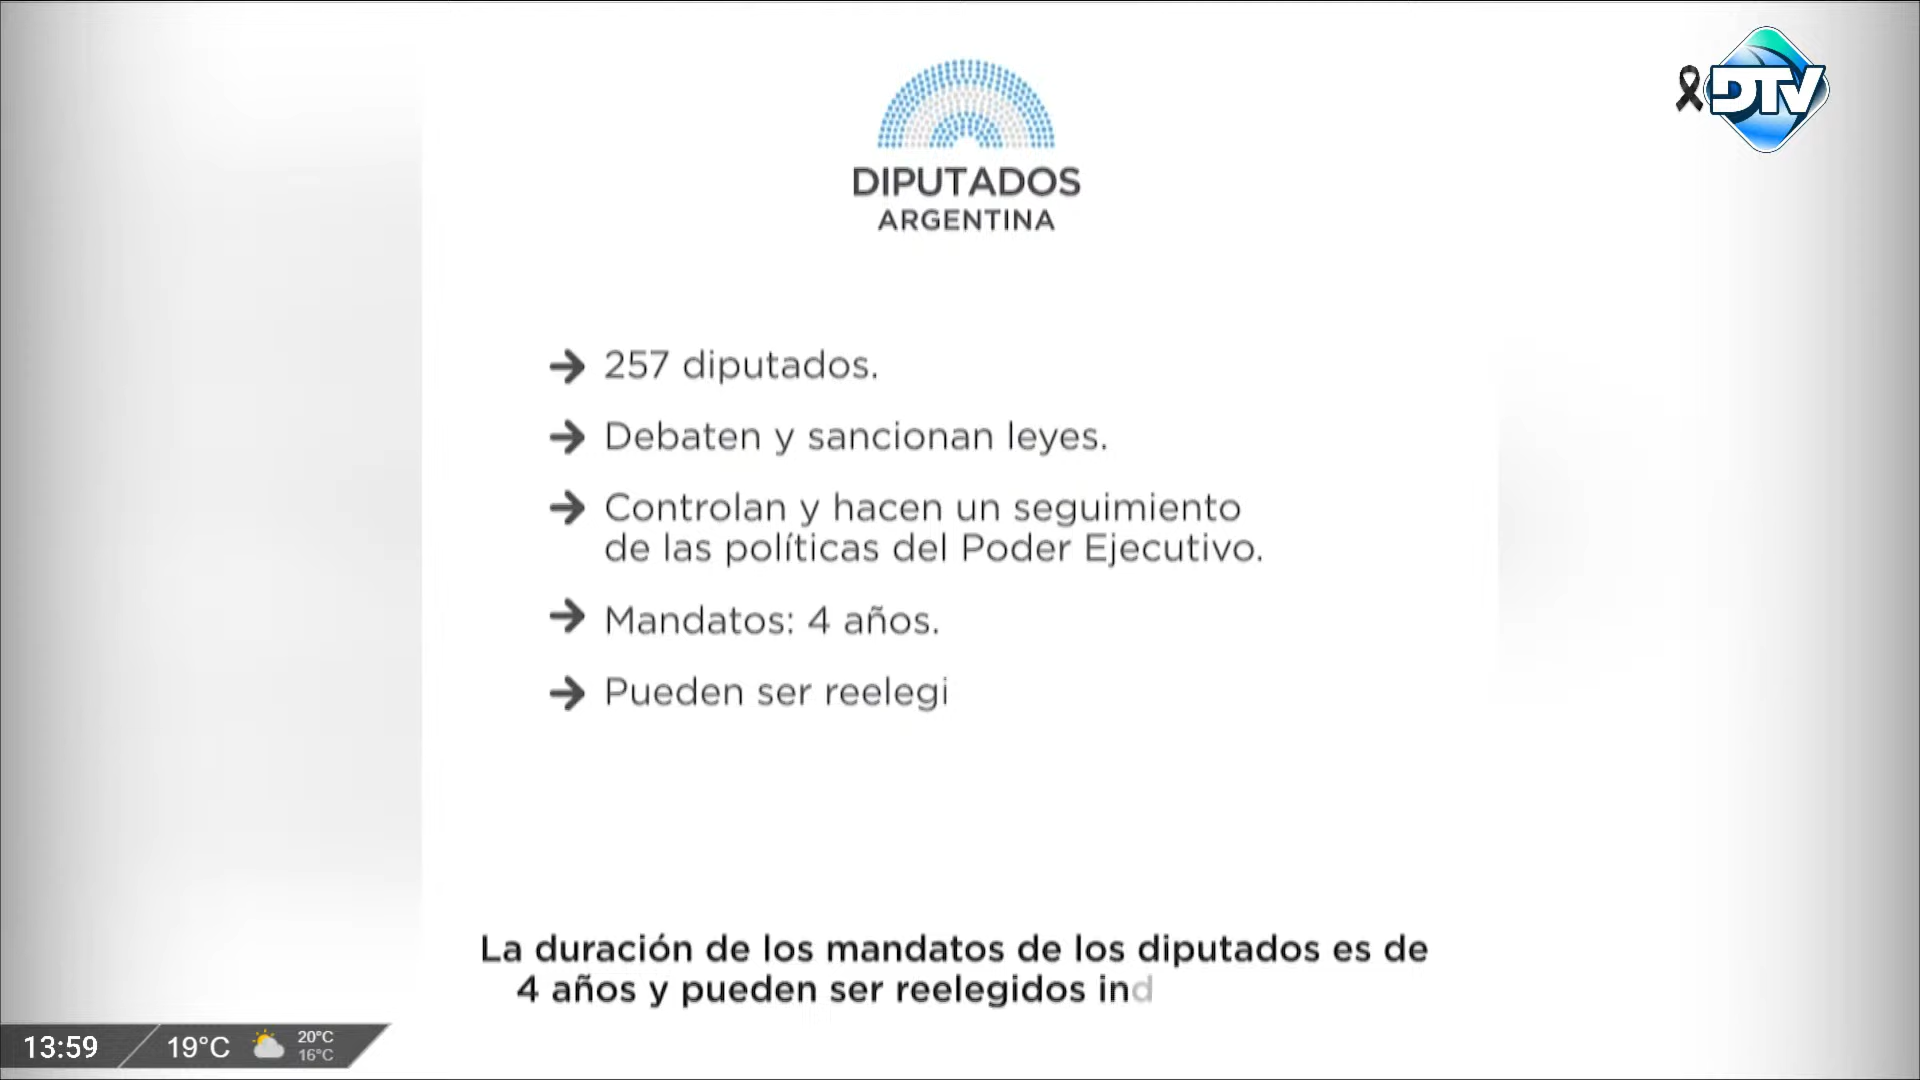 DTV
DIPUTADOS
ARGENTINA
→ 257 diputados.
→ Debaten y sancionan leyes.
→ Controlan y hacen un seguimiento
de las políticas del Poder Ejecutivo.
→ Mandatos: 4 años.
→ Pueden ser reelegi
La duración de los mandatos de los diputados es de
4 años y pueden ser reelegidos ind
13:59
19°C
20°C
16°C